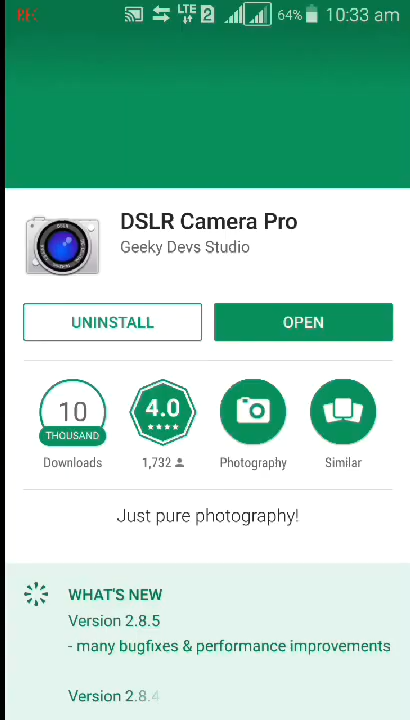 REC LTE 2 64% 10:33 am
DSLR Camera Pro
Geeky Devs Studio
UNINSTALL OPEN
10 4.0
THOUSAND
Downloads 1,732 Photography Similar
Just pure photography!
WHAT'S NEW
Version 2.8.5
- many bugfixes & performance improvements
Version 2.8.4